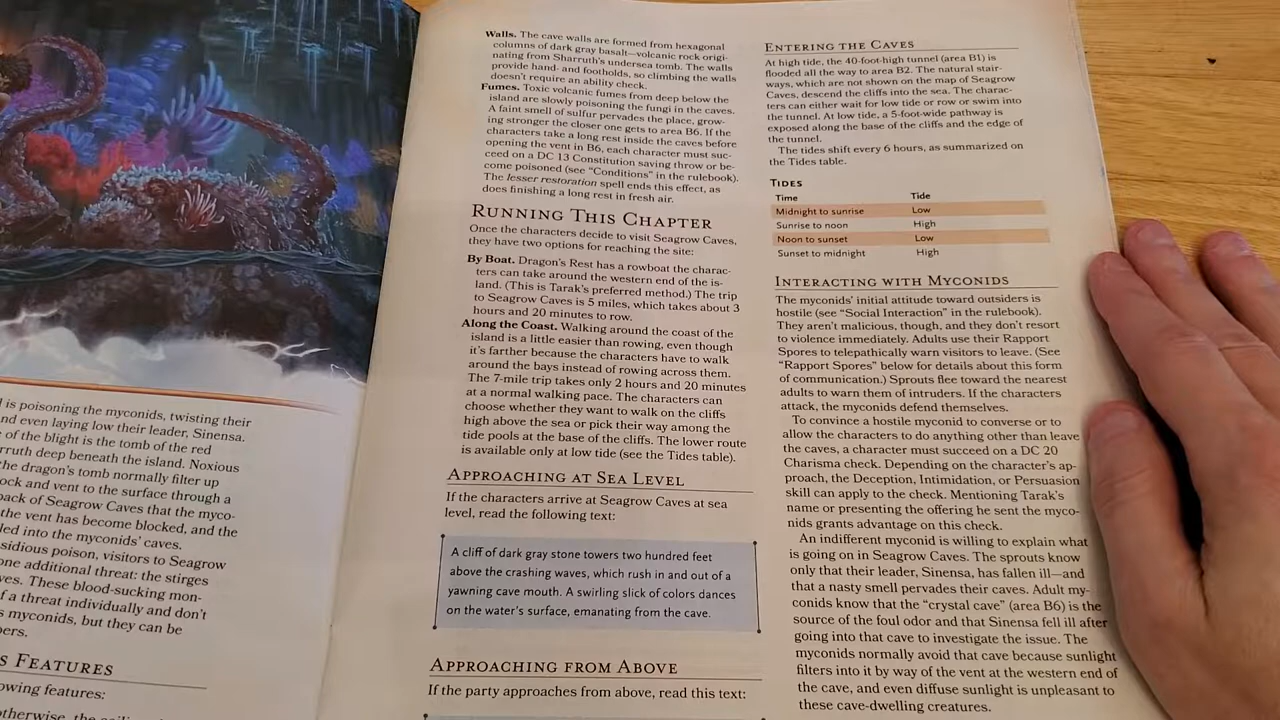 d is poisoning the myconids, twisting their
nd even laying low their leader, Sinensa.
of the blight is the tomb of the red
rruth deep beneath the island. Noxious
the dragon's tomb normally filter up
ock and vent to the surface through a
back of Seagrow Caves that the myco-
the vent has become blocked, and the
led into the myconids' caves.
sidious poison, visitors to Seagrow
one additional threat: the stirges
ves. These blood-sucking mon-
f a threat individually and don't
s myconids, but they can be
bers.
S FEATURES
owing features:
otherwise, the
Walls. The cave walls are formed from hexagonal
columns of dark gray basalt—volcanic rock origi-
nating from Sharruth's undersea tomb. The walls
provide hand- and footholds, so climbing the walls
doesn't require an ability check.
Fumes. Toxic volcanic fumes from deep below the
island are slowly poisoning the fungi in the caves.
A faint smell of sulfur pervades the place, grow-
ing stronger the closer one gets to area B6. If the
characters take a long rest inside the caves before
opening the vent in B6, each character must suc-
ceed on a DC 13 Constitution saving throw or be-
come poisoned (see “Conditions” in the rulebook).
The lesser restoration spell ends this effect, as
does finishing a long rest in fresh air.
RUNNING THIS CHAPTER
Once the characters decide to visit Seagrow Caves,
they have two options for reaching the site:
By Boat. Dragon's Rest has a rowboat the charac-
ters can take around the western end of the is-
land. (This is Tarak's preferred method.) The trip
to Seagrow Caves is 5 miles, which takes about 3
hours and 20 minutes to row.
Along the Coast. Walking around the coast of the
island is a little easier than rowing, even though
it's farther because the characters have to walk
around the bays instead of rowing across them.
The 7-mile trip takes only 2 hours and 20 minutes
at a normal walking pace. The characters can
choose whether they want to walk on the cliffs
high above the sea or pick their way among the
tide pools at the base of the cliffs. The lower route
is available only at low tide (see the Tides table).
APPROACHING AT SEA LEVEL
If the characters arrive at Seagrow Caves at sea
level, read the following text:
A cliff of dark gray stone towers two hundred feet
above the crashing waves, which rush in and out of a
yawning cave mouth. A swirling slick of colors dances
on the water's surface, emanating from the cave.
APPROACHING FROM ABOVE
If the party approaches from above, read this text:
ENTERING THE CAVES
At high tide, the 40-foot-high tunnel (area B1) is
flooded all the way to area B2. The natural stair-
ways, which are not shown on the map of Seagrow
Caves, descend the cliffs into the sea. The charac-
ters can either wait for low tide or row or swim into
the tunnel. At low tide, a 5-foot-wide pathway is
exposed along the base of the cliffs and the edge of
the tunnel.
The tides shift every 6 hours, as summarized on
the Tides table.
TIDES
Time Tide
Midnight to sunrise Low
Sunrise to noon High
Noon to sunset Low
Sunset to midnight High
INTERACTING WITH MYCONIDS
The myconids' initial attitude toward outsiders is
hostile (see “Social Interaction” in the rulebook).
They aren't malicious, though, and they don't resort
to violence immediately. Adults use their Rapport
Spores to telepathically warn visitors to leave. (See
“Rapport Spores” below for details about this form
of communication.) Sprouts flee toward the nearest
adults to warn them of intruders. If the characters
attack, the myconids defend themselves.
To convince a hostile myconid to converse or to
allow the characters to do anything other than leave
the caves, a character must succeed on a DC 20
Charisma check. Depending on the character's ap-
proach, the Deception, Intimidation, or Persuasion
skill can apply to the check. Mentioning Tarak's
name or presenting the offering he sent the myco-
nids grants advantage on this check.
An indifferent myconid is willing to explain what
is going on in Seagrow Caves. The sprouts know
only that their leader, Sinensa, has fallen ill—and
that a nasty smell pervades their caves. Adult my-
conids know that the “crystal cave” (area B6) is the
source of the foul odor and that Sinensa fell ill after
going into that cave to investigate the issue. The
myconids normally avoid that cave because sunlight
filters into it by way of the vent at the western end of
the cave, and even diffuse sunlight is unpleasant to
these cave-dwelling creatures.